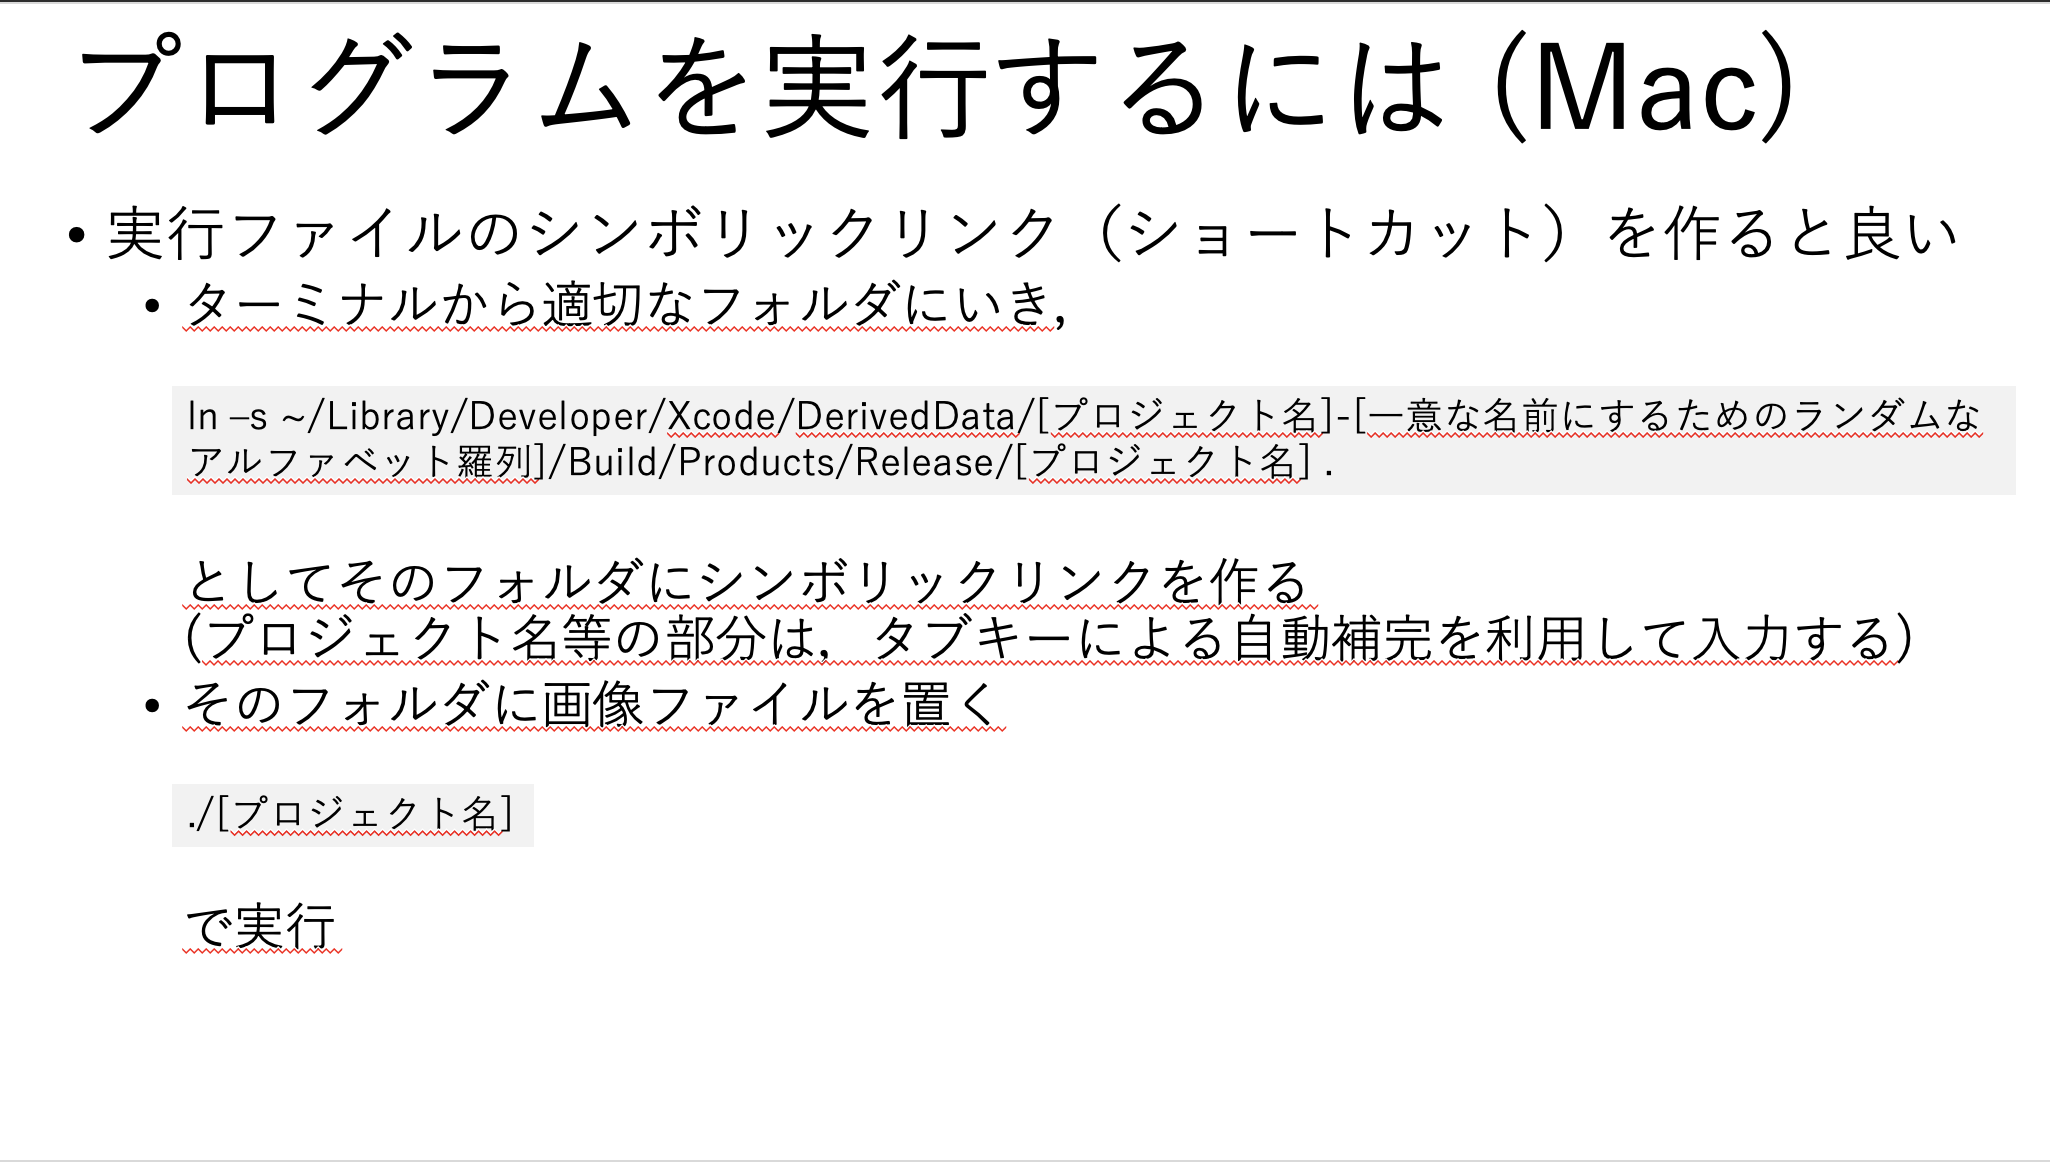 プログラムを実行するには (Mac)
• 実行ファイルのシンボリックリンク（ショートカット）を作ると良い
• ターミナルから適切なフォルダにいき,
ln –s ~/Library/Developer/Xcode/DerivedData/[プロジェクト名]-[一意な名前にするためのランダムな
アルファベット羅列]/Build/Products/Release/[プロジェクト名] .
としてそのフォルダにシンボリックリンクを作る
(プロジェクト名等の部分は，タブキーによる自動補完を利用して入力する)
• そのフォルダに画像ファイルを置く
./[プロジェクト名]
で実行